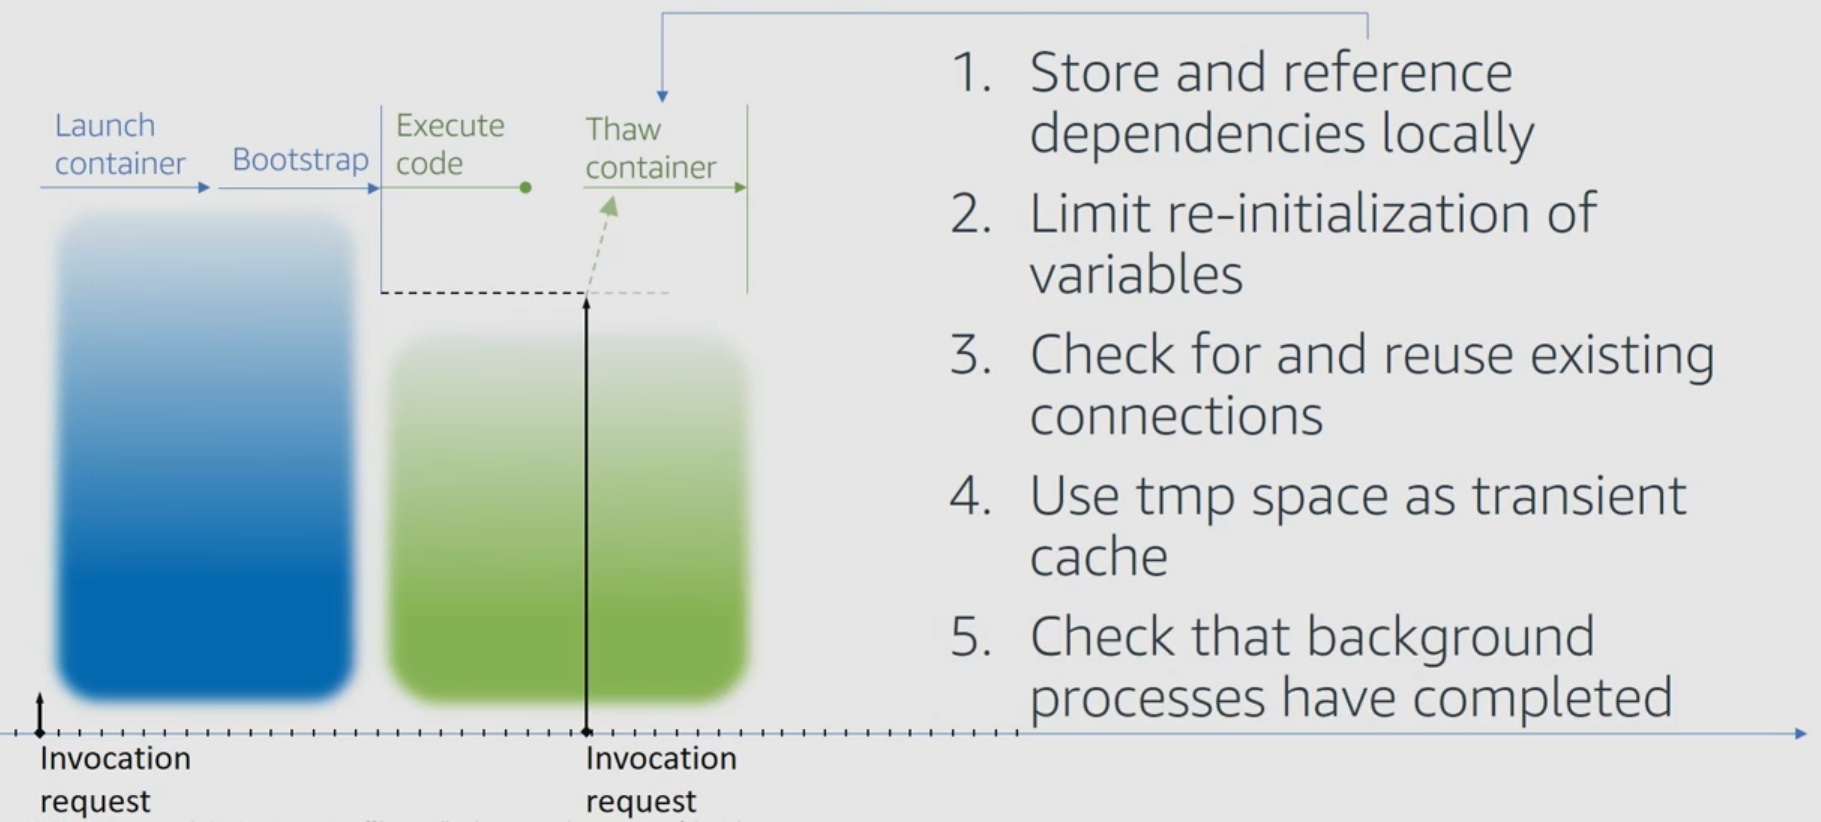 Launch
container
Bootstrap
Execute
code
Thaw
container
1. Store and reference
dependencies locally
2. Limit re-initialization of
variables
3. Check for and reuse existing
connections
4. Use tmp space as transient
cache
5. Check that background
processes have completed
Invocation
request
Invocation
request